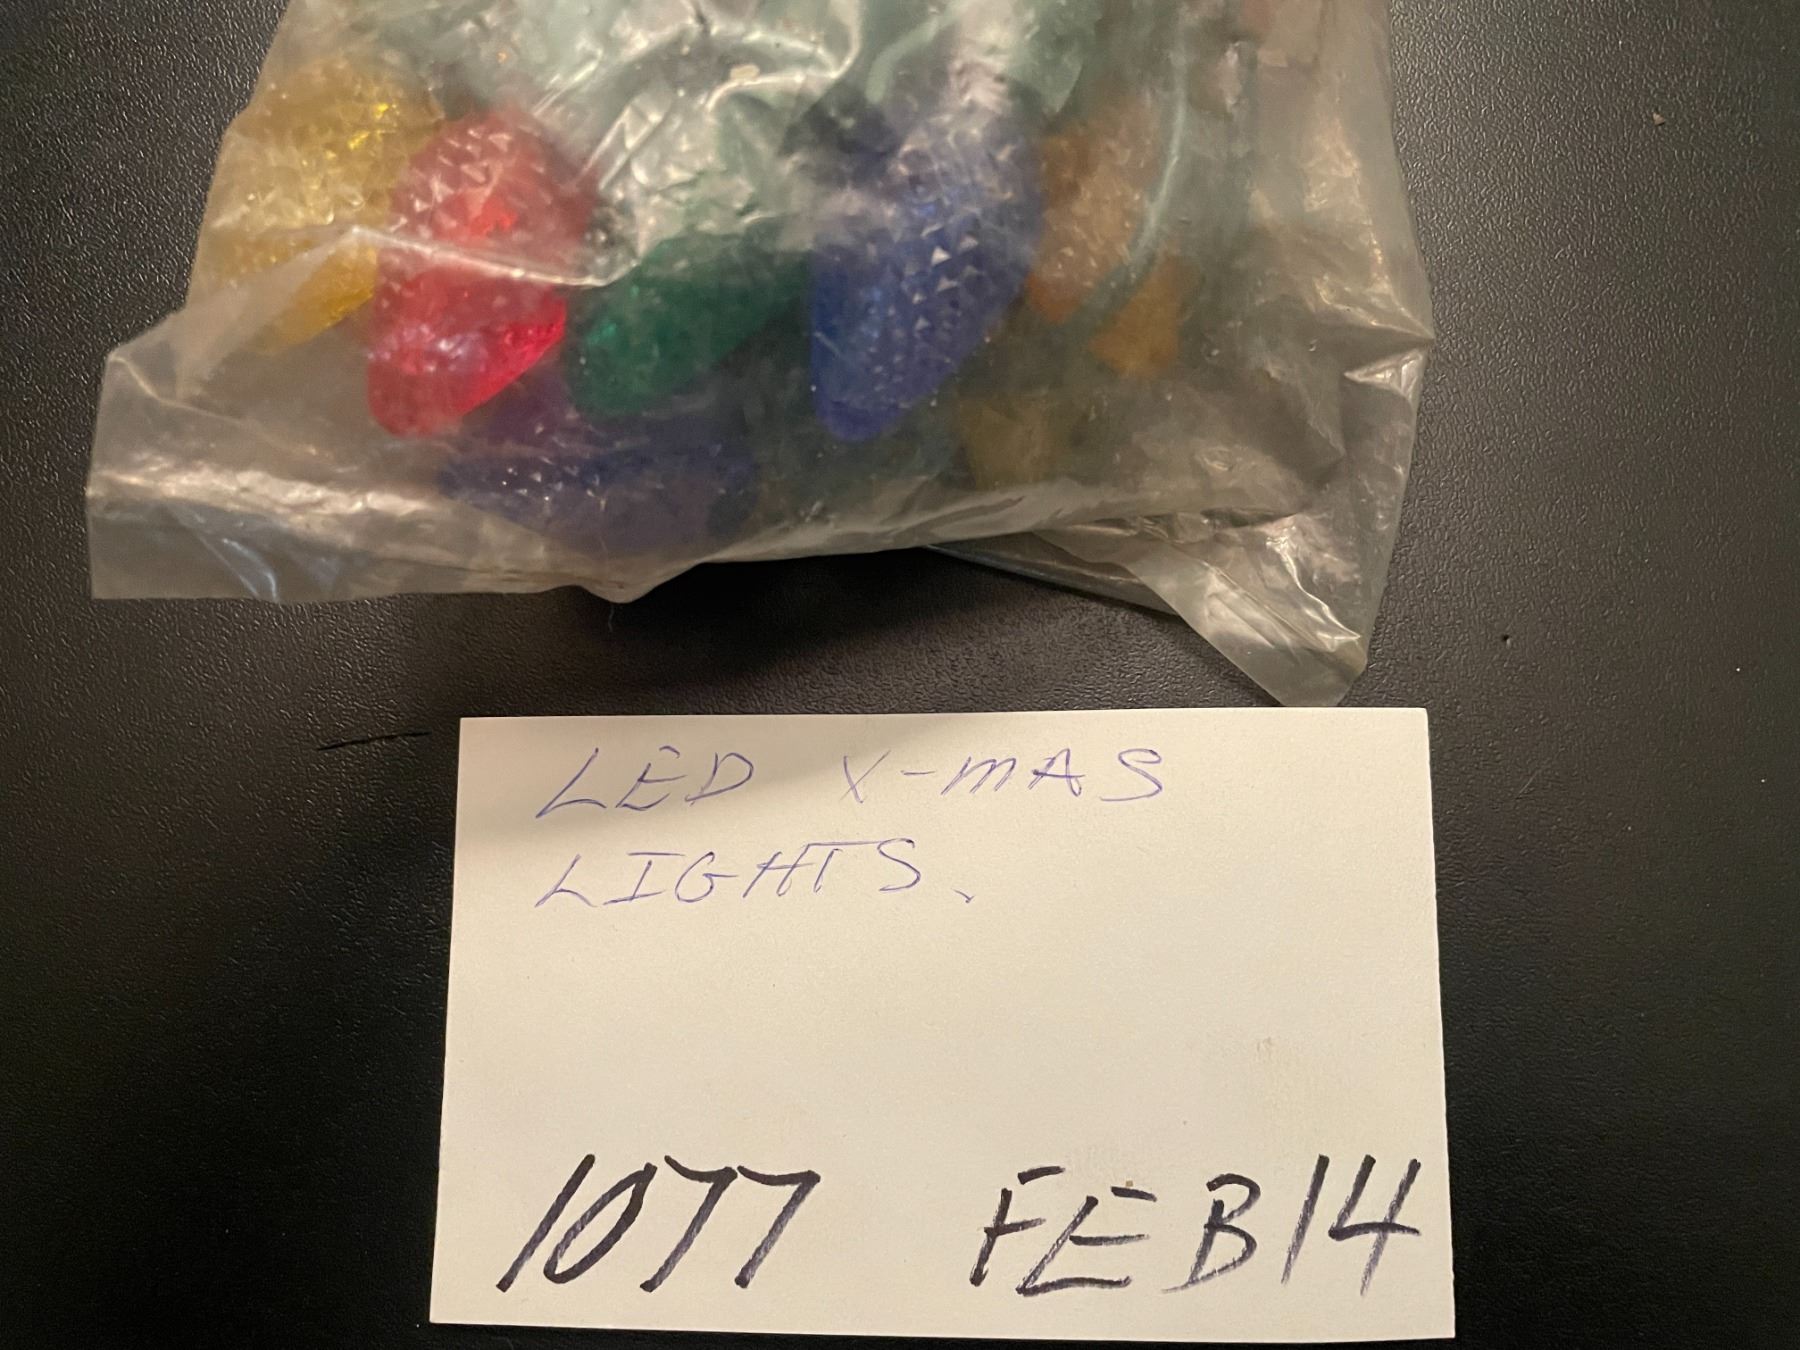 LED X-MAS
LIGHTS.
1077 FEB14